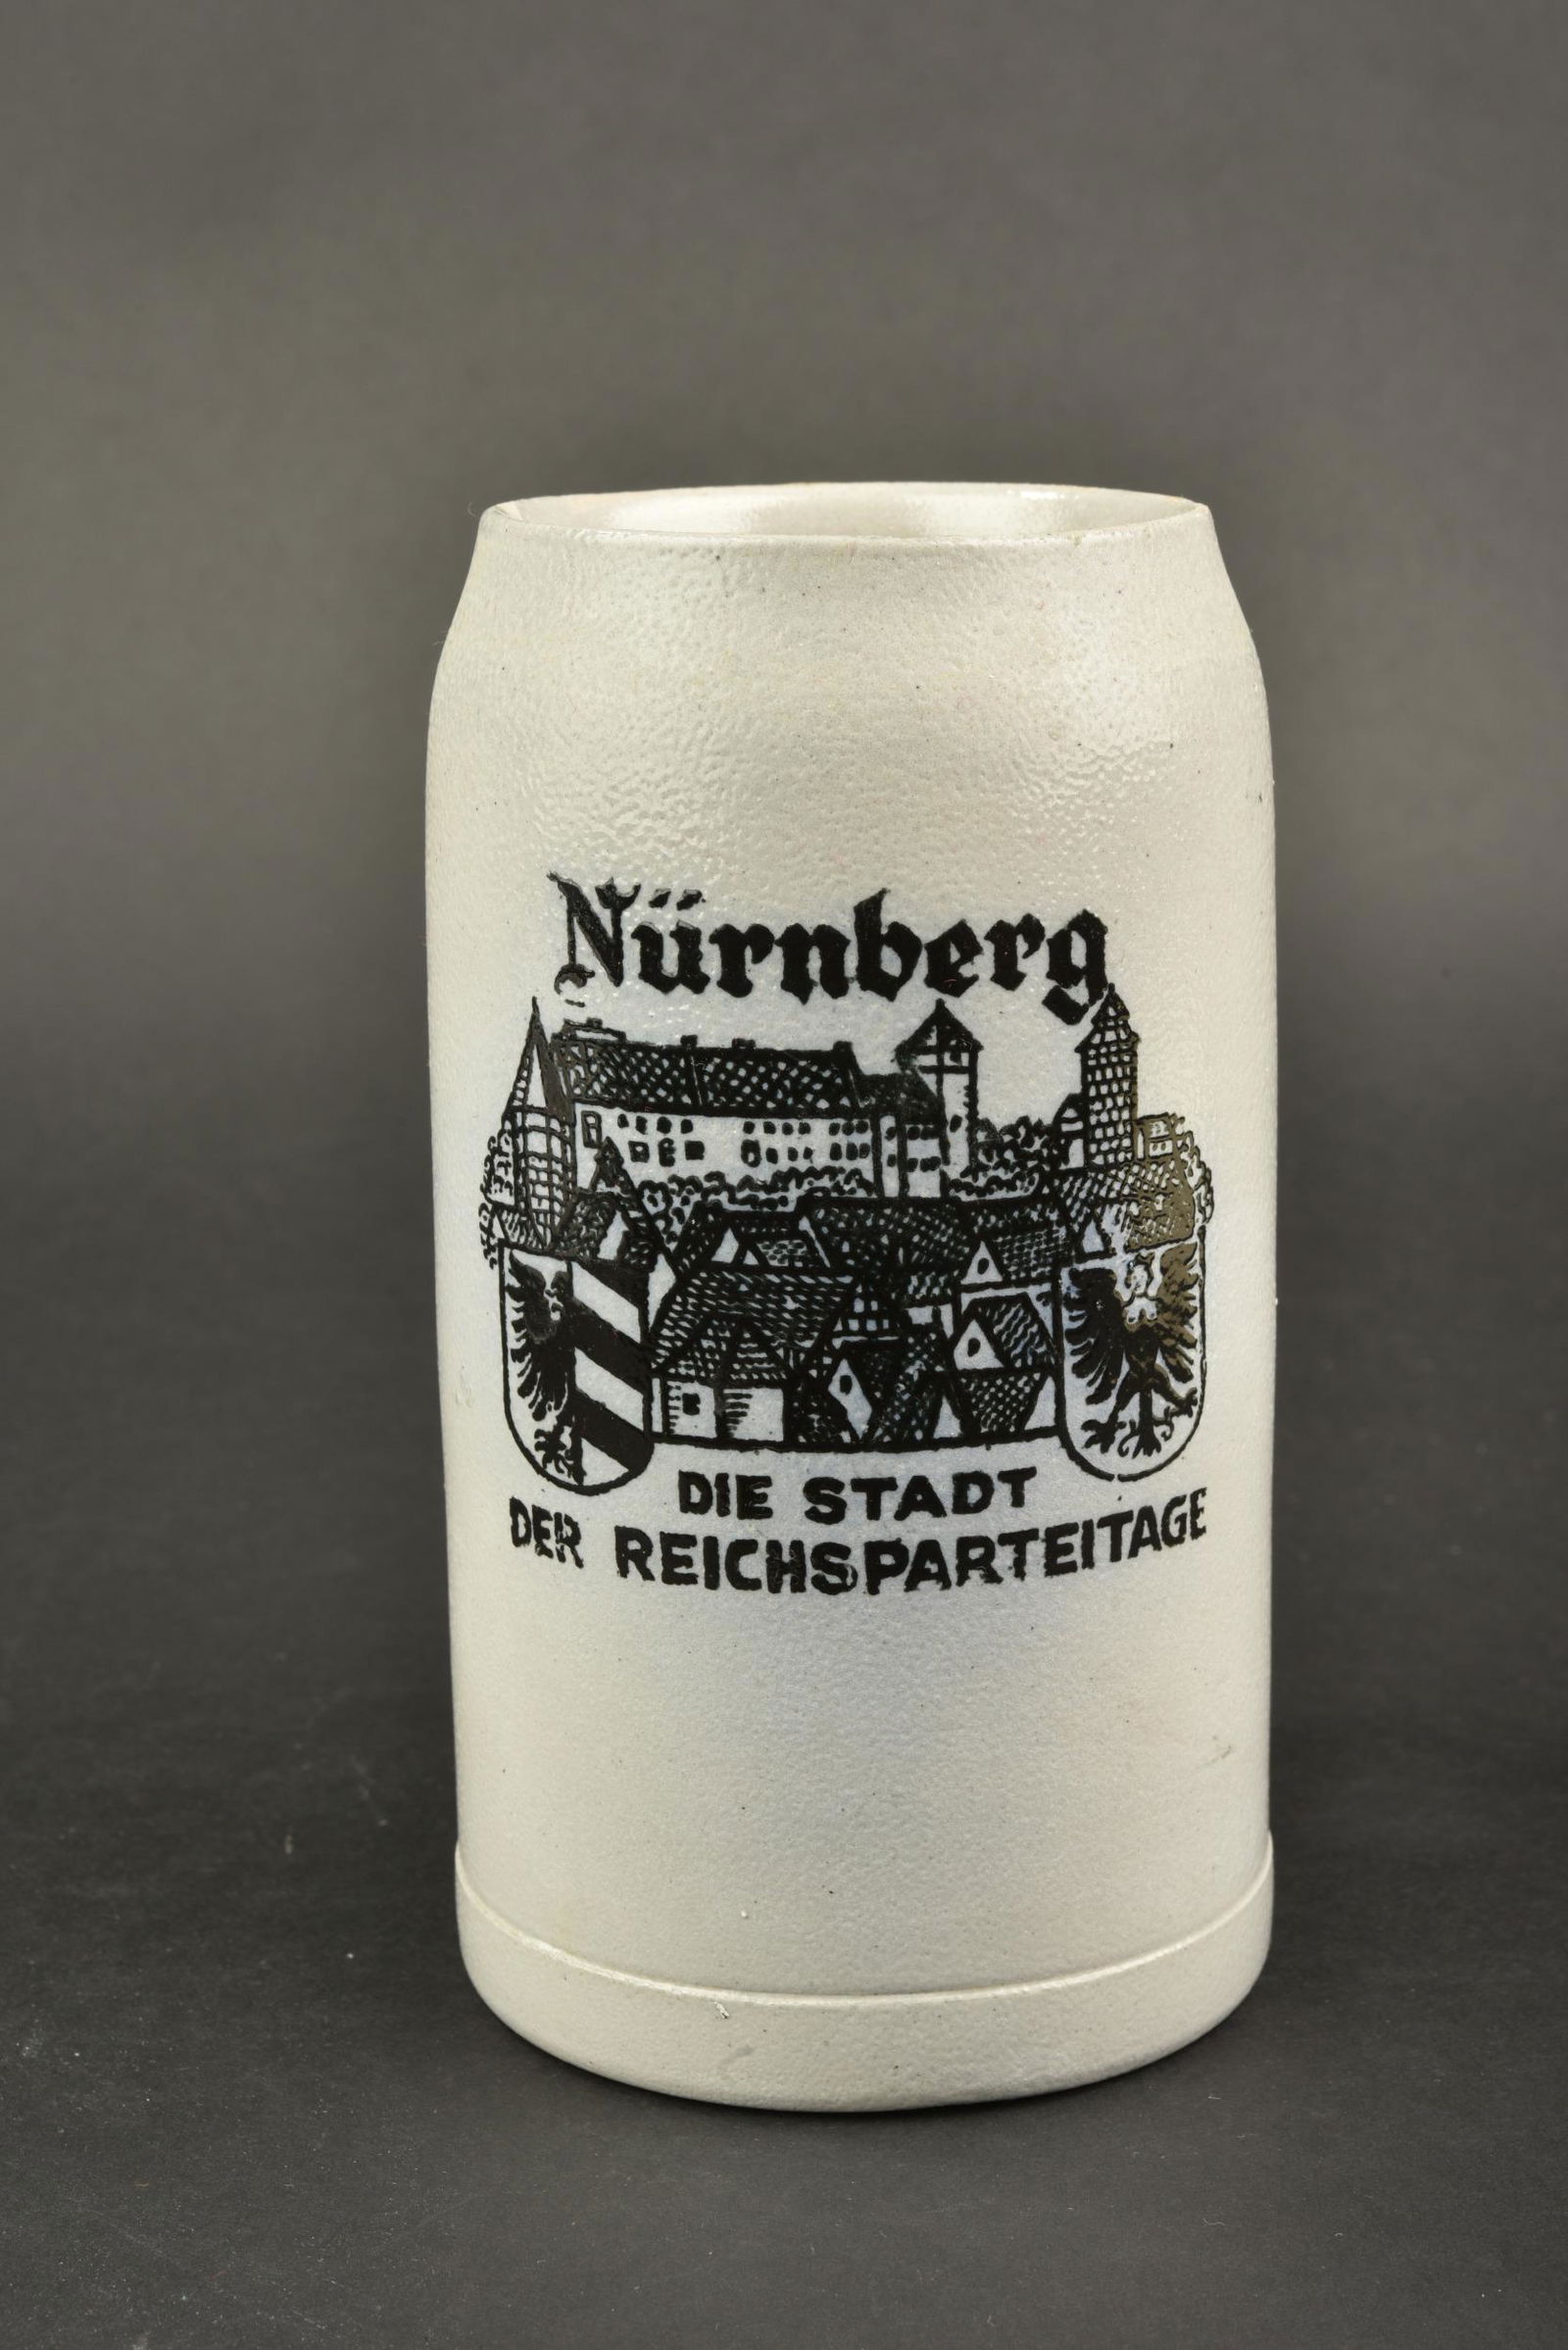 Nürnberg
DIE STADT
DER REICHSPARTEITAGE